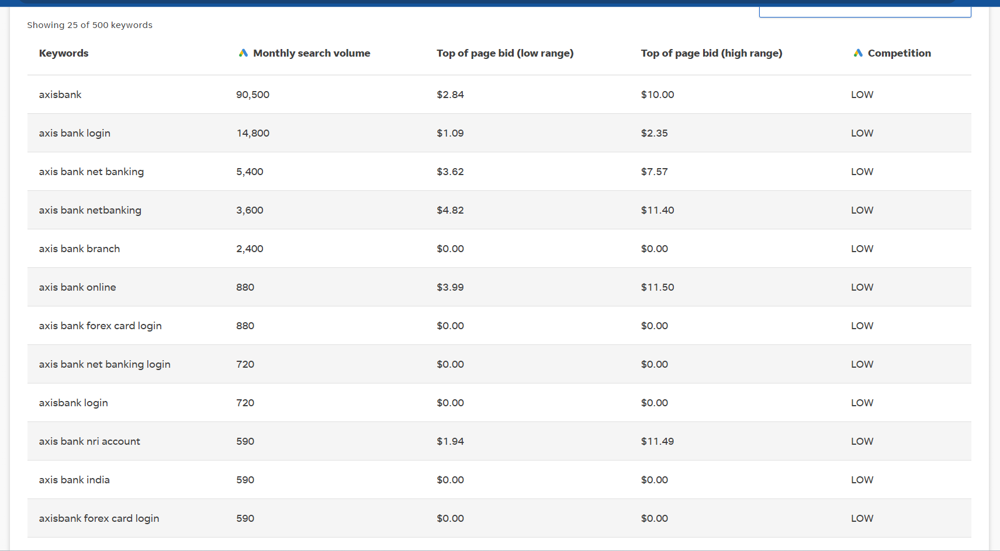 Showing 25 of 500 keywords
Keywords Monthly search volume Top of page bid (low range) Top of page bid (high range) Competition
axisbank 90,500 $2.84 $10.00 LOW
axis bank login 14,800 $1.09 $2.35 LOW
axis bank net banking 5,400 $3.62 $7.57 LOW
axis bank netbanking 3,600 $4.82 $11.40 LOW
axis bank branch 2,400 $0.00 $0.00 LOW
axis bank online 880 $3.99 $11.50 LOW
axis bank forex card login 880 $0.00 $0.00 LOW
axis bank net banking login 720 $0.00 $0.00 LOW
axisbank login 720 $0.00 $0.00 LOW
axis bank nri account 590 $1.94 $11.49 LOW
axis bank india 590 $0.00 $0.00 LOW
axisbank forex card login 590 $0.00 $0.00 LOW